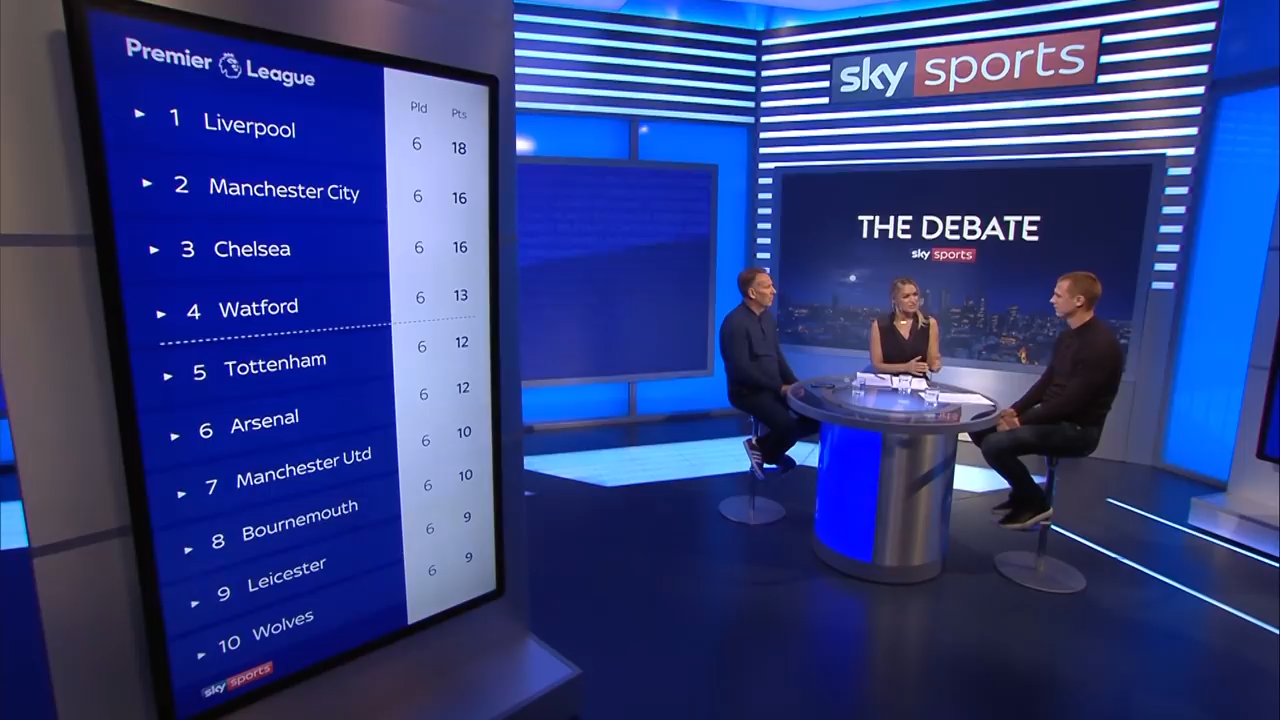 Premier League
Pld Pts
1 Liverpool 6 18
2 Manchester City 6 16
3 Chelsea 6 16
4 Watford 6 13
5 Tottenham 6 12
6 Arsenal 6 12
7 Manchester Utd 6 10
8 Bournemouth 6 10
9 Leicester 6 9
10 Wolves 6 9
sky sports
sky sports
THE DEBATE
sky sports